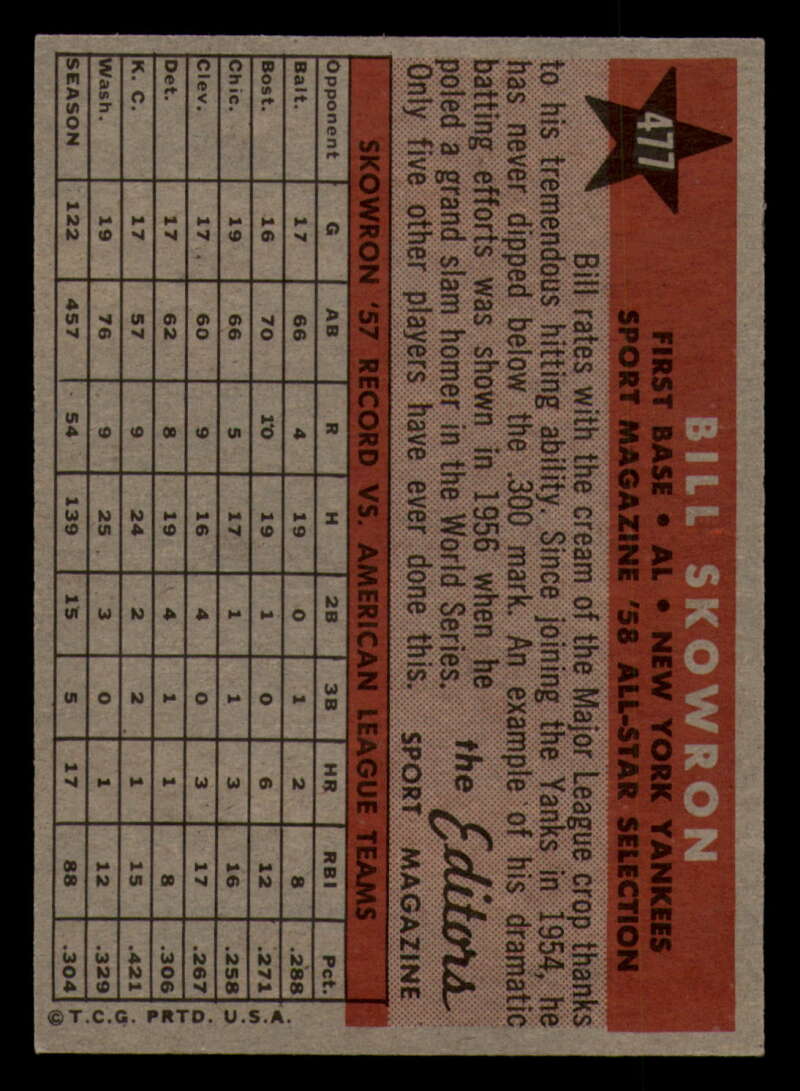 477
BILL SKOWRON
FIRST BASE • AL • NEW YORK YANKEES
SPORT MAGAZINE '58 ALL-STAR SELECTION
Bill rates with the cream of the Major League crop thanks
to his tremendous hitting ability. Since joining the Yanks in 1954, he
has never dipped below the .300 mark. An example of his dramatic
batting efforts was shown in 1956 when he
poled a grand slam homer in the World Series.
Only five other players have ever done this.
the Editors
SPORT MAGAZINE
SKOWRON '57 RECORD VS. AMERICAN LEAGUE TEAMS
Opponent G AB R H 2B 3B HR RBI Pct.
Balt. 17 66 4 19 0 1 2 8 .288
Bost. 16 70 10 19 1 0 6 12 .271
Chic. 19 66 5 17 1 1 3 16 .258
Clev. 17 60 9 16 4 0 3 17 .267
Det. 17 62 8 19 4 1 1 8 .306
K. C. 17 57 9 24 2 2 1 15 .421
Wash. 19 76 9 25 3 0 1 12 .329
SEASON 122 457 54 139 15 5 17 88 .304
© T.C.G. PRTD. U.S.A.